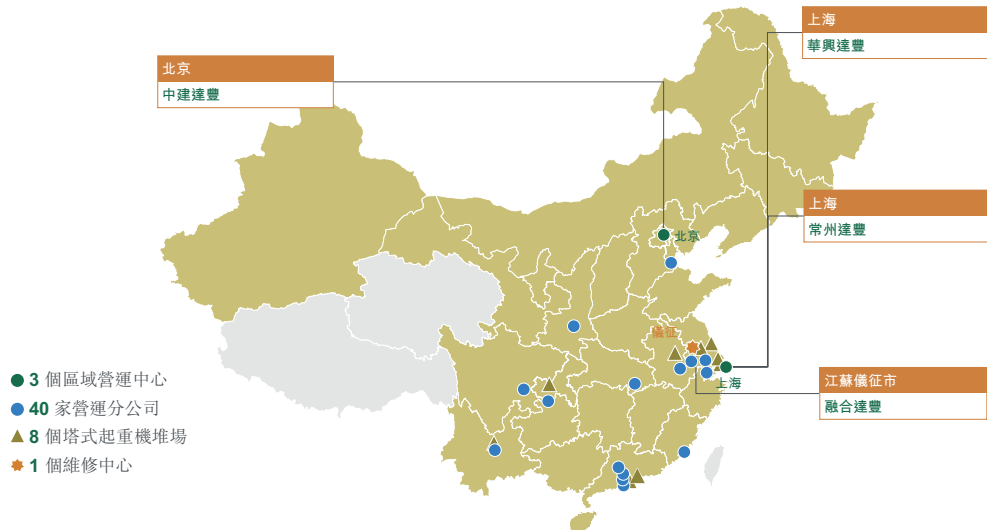 上海
華興達豐
北京
中建達豐
上海
常州達豐
北京
儀征
上海
江蘇儀征市
融合達豐
3 個區域營運中心
40 家營運分公司
8 個塔式起重機堆場
1 個維修中心